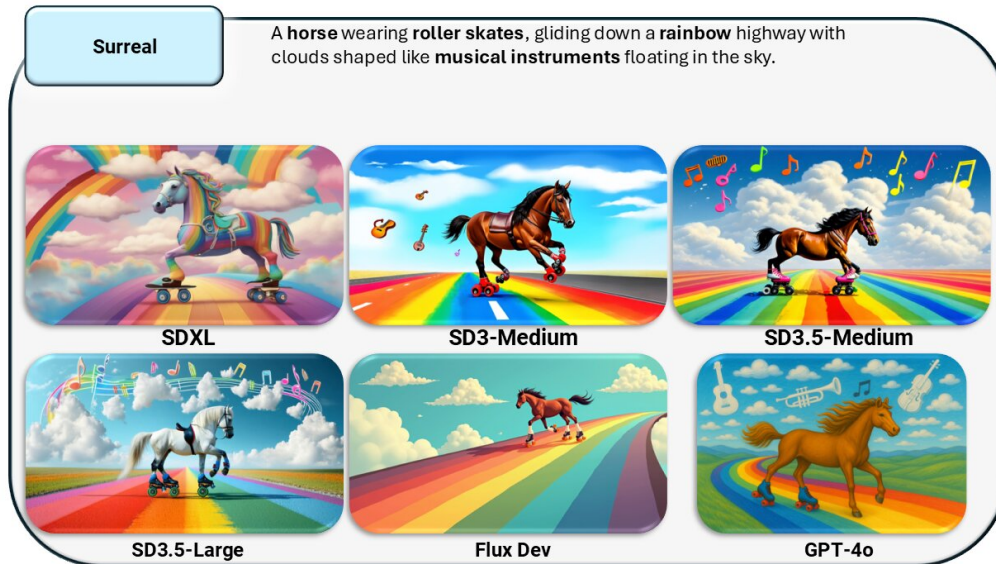 Surreal
A horse wearing roller skates, gliding down a rainbow highway with
clouds shaped like musical instruments floating in the sky.
SDXL
SD3-Medium
SD3.5-Medium
SD3.5-Large
Flux Dev
GPT-4o